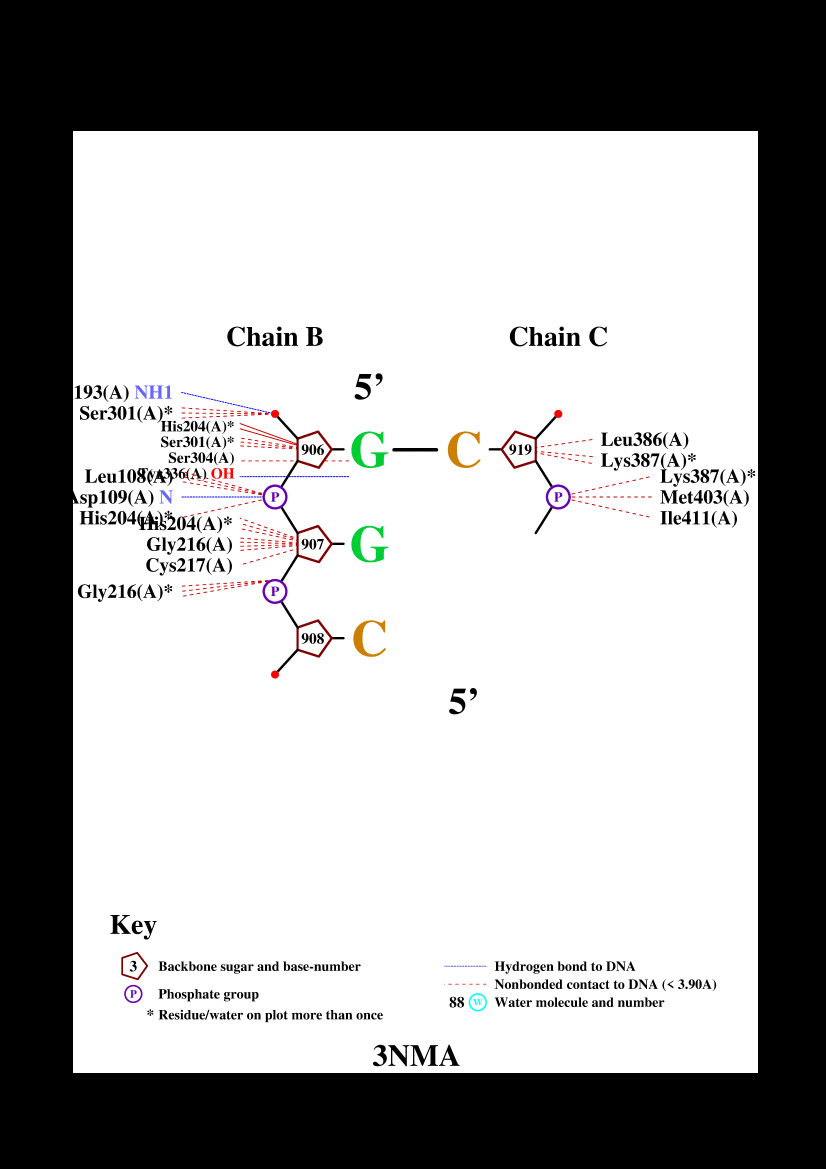 Chain B Chain C
5’
193(A) NH1
Ser301(A)*
His204(A)*
Ser301(A)*
Ser304(A)
336(A) OH
Leu108(A)
Asp109(A) N
His204(A)*
His204(A)*
Gly216(A)
Cys217(A)
Gly216(A)*
906 G C 919
P P
907 G
P
908 C
Leu386(A)
Lys387(A)*
Lys387(A)*
Met403(A)
Ile411(A)
5’
Key
3 Backbone sugar and base-number
P Phosphate group
* Residue/water on plot more than once
Hydrogen bond to DNA
Nonbonded contact to DNA (< 3.90A)
88 W Water molecule and number
3NMA